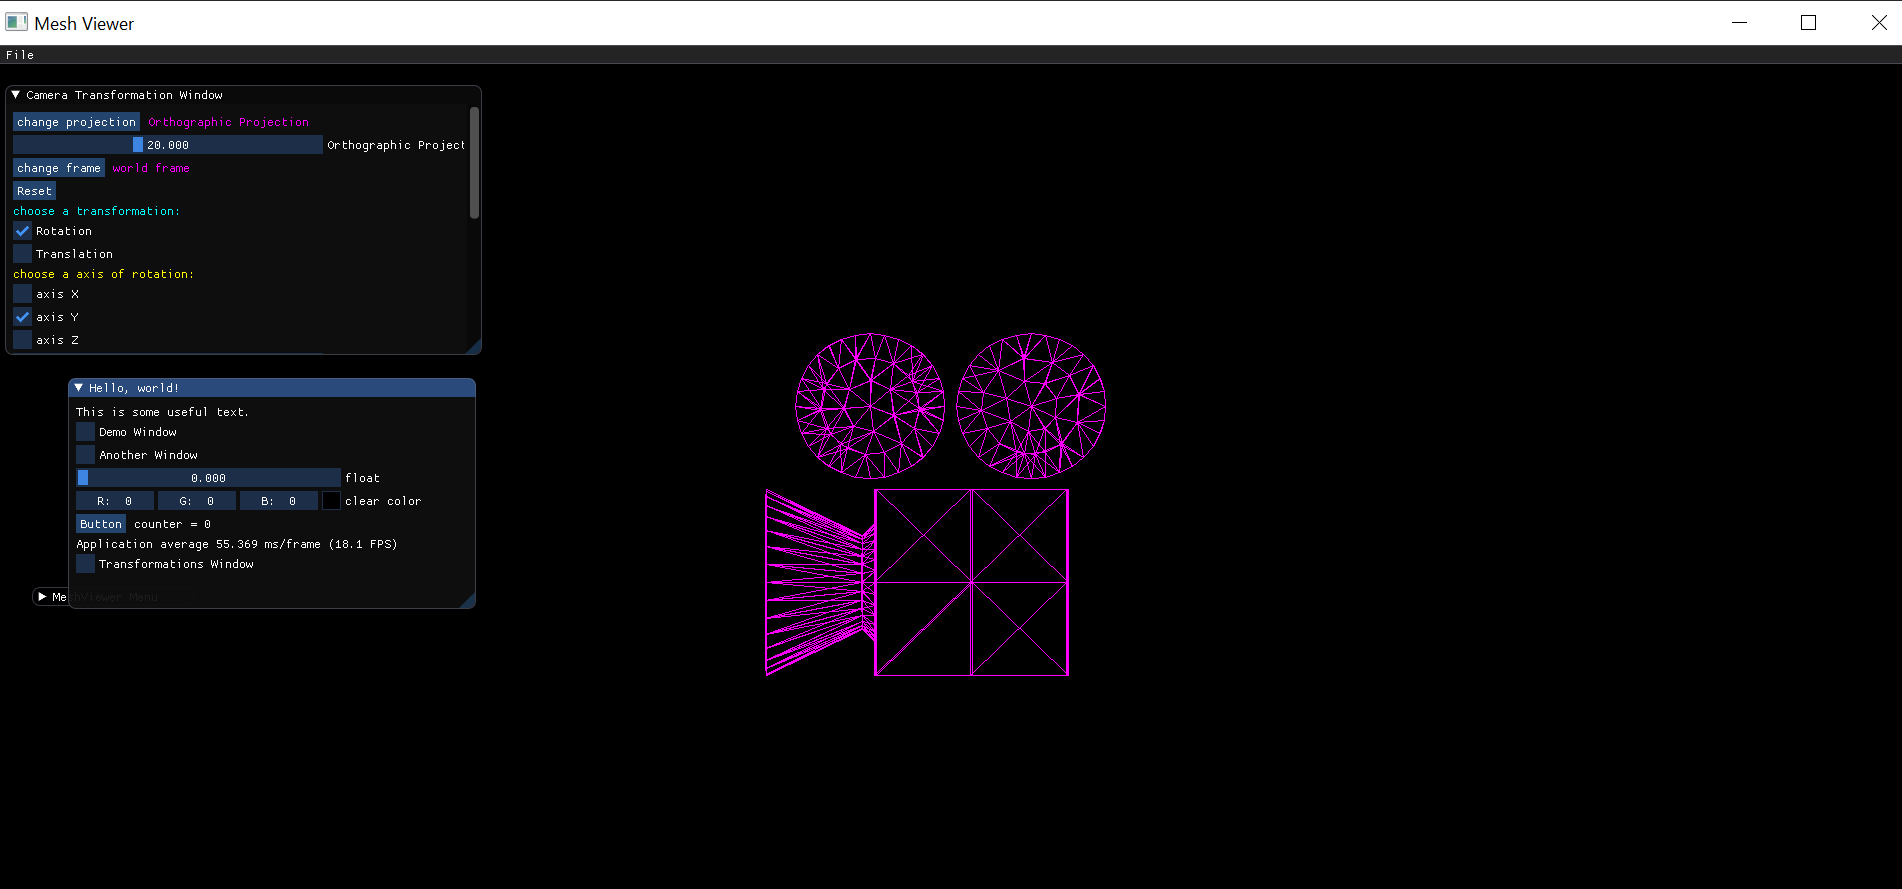 Mesh Viewer
File
Camera Transformation Window
change projection Orthographic Projection
20.000 Orthographic Project
change frame world frame
Reset
choose a transformation:
Rotation
Translation
choose a axis of rotation:
axis X
axis Y
axis Z
Hello, world!
This is some useful text.
Demo Window
Another Window
0.000 float
R: 0 G: 0 B: 0 clear color
Button counter = 0
Application average 55.369 ms/frame (18.1 FPS)
Transformations Window
MeshViewer Menu